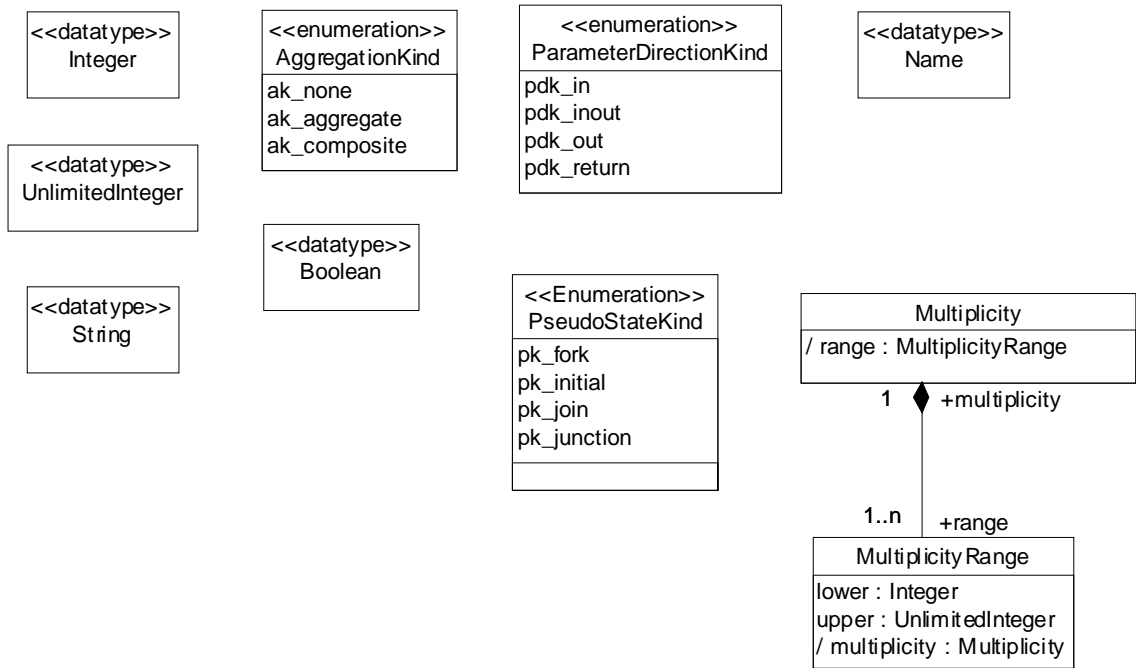 <<datatype>>
Integer
<<enumeration>>
AggregationKind
ak_none
ak_aggregate
ak_composite
<<enumeration>>
ParameterDirectionKind
pdk_in
pdk_inout
pdk_out
pdk_return
<<datatype>>
Name
<<datatype>>
UnlimitedInteger
<<datatype>>
Boolean
<<datatype>>
String
<<Enumeration>>
PseudoStateKind
pk_fork
pk_initial
pk_join
pk_junction
Multiplicity
/ range : MultiplicityRange
1 +multiplicity
1..n +range
MultiplicityRange
lower : Integer
upper : UnlimitedInteger
/ multiplicity : Multiplicity